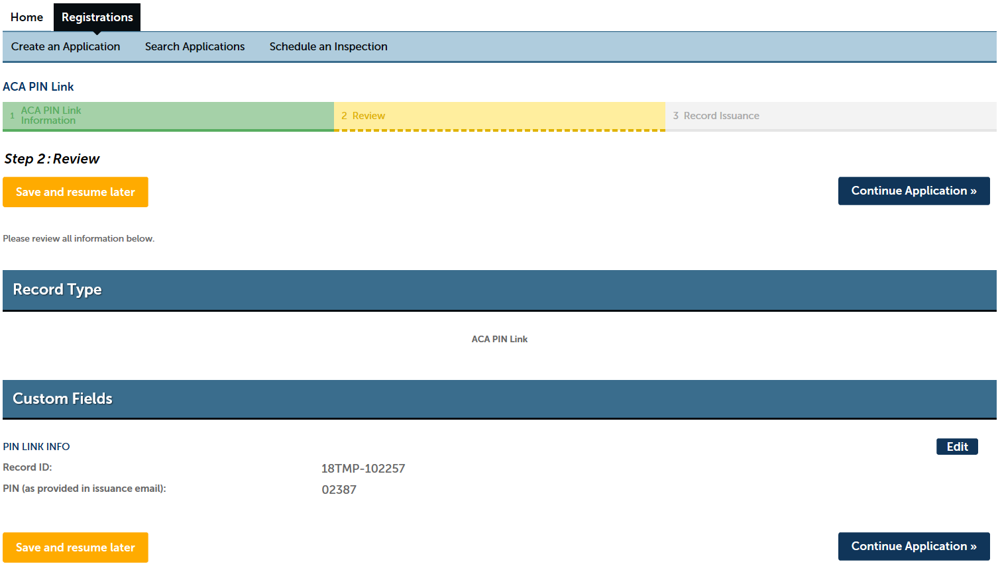 Home Registrations
Create an Application Search Applications Schedule an Inspection
ACA PIN Link
1 ACA PIN Link
Information
2 Review
3 Record Issuance
Step 2: Review
Save and resume later
Continue Application »
Please review all information below.
Record Type
ACA PIN Link
Custom Fields
PIN LINK INFO
Edit
Record ID: 18TMP-102257
PIN (as provided in issuance email): 02387
Save and resume later
Continue Application »